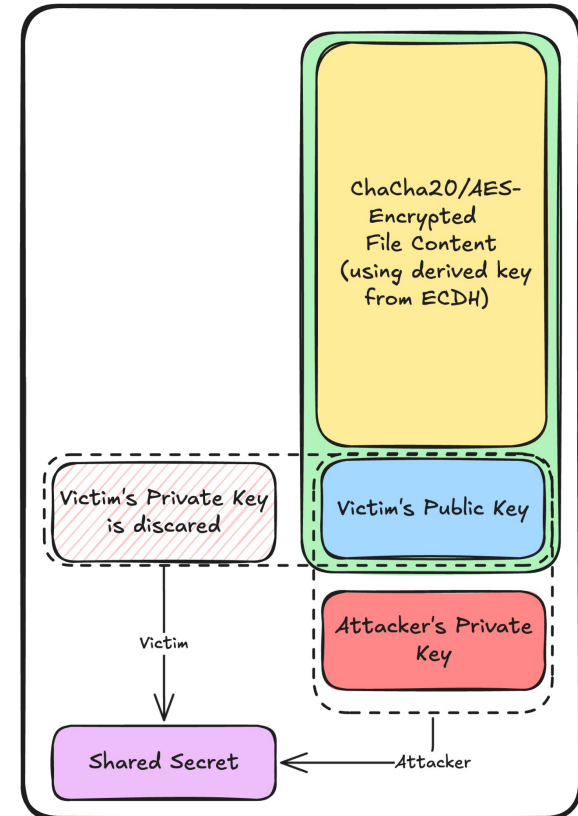 ChaCha20/AES-
Encrypted
File Content
(using derived key
from ECDH)
Victim's Private Key
is discared
Victim's Public Key
Attacker's Private
Key
Victim
Shared Secret
Attacker